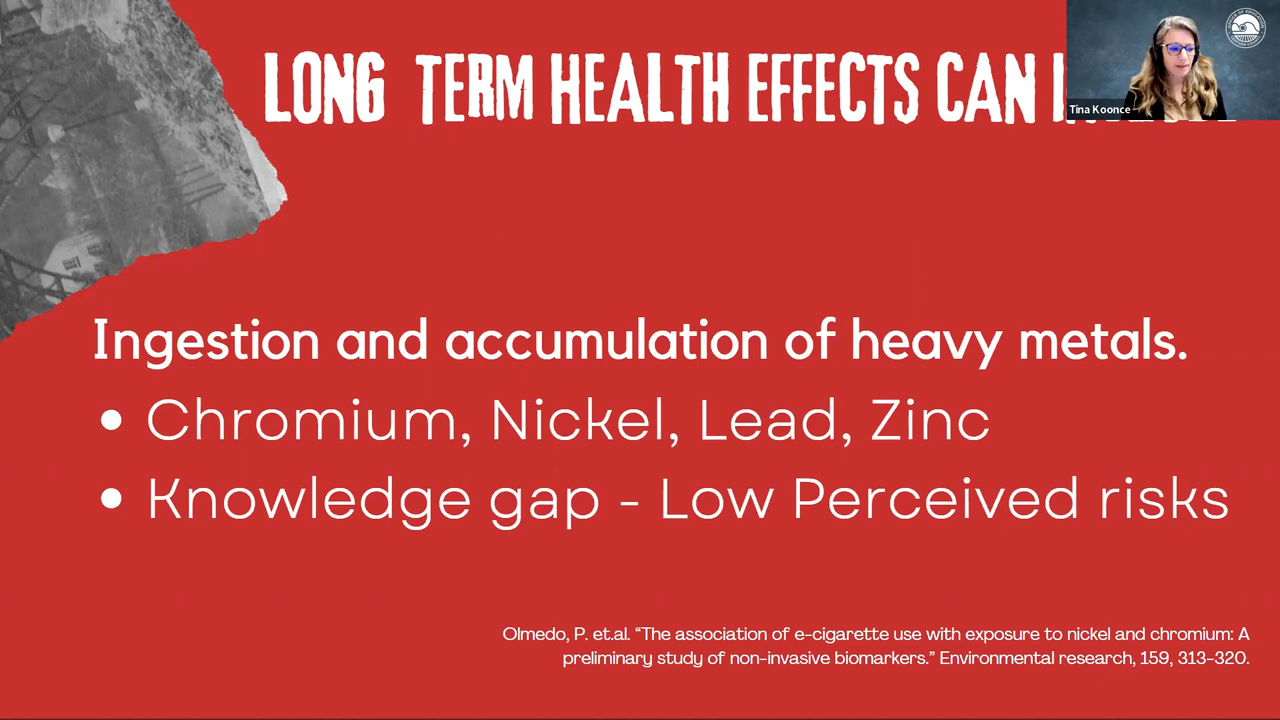 LONG TERM HEALTH EFFECTS CAN
Tina Koonce
Ingestion and accumulation of heavy metals.
• Chromium, Nickel, Lead, Zinc
• Knowledge gap - Low Perceived risks
Olmedo, P. et.al. “The association of e-cigarette use with exposure to nickel and chromium: A
preliminary study of non-invasive biomarkers.” Environmental research, 159, 313-320.